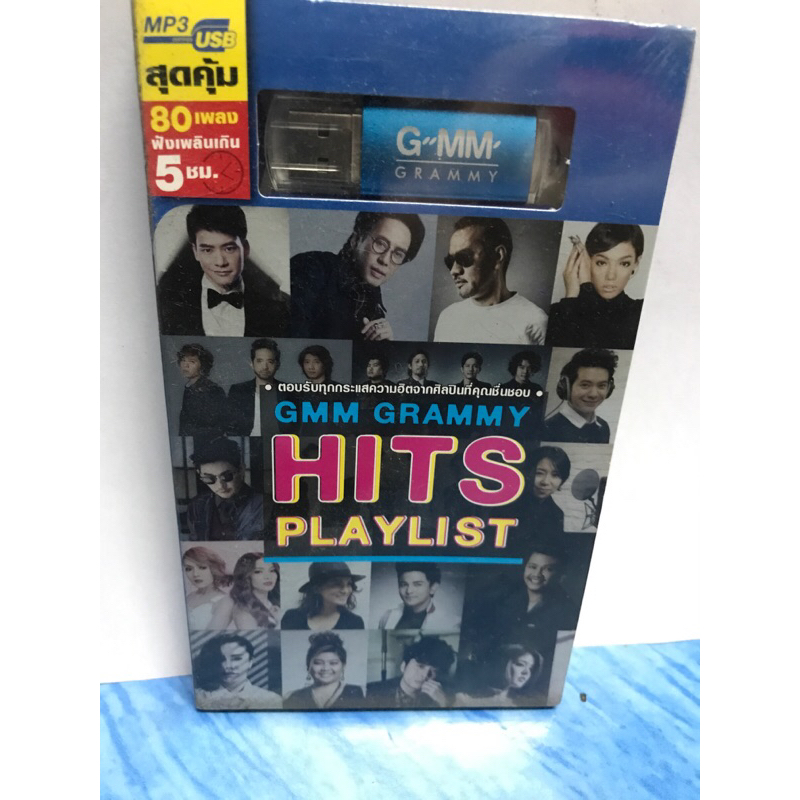 MP3
USB
สุดคุ้ม
80 เพลง
ฟังเพลินเกิน
5 ชม.
G"MM'
GRAMMY
• ตอบรับทุกกระแสความฮิตจากศิลปินที่คุณชื่นชอบ •
GMM GRAMMY
HITS
PLAYLIST